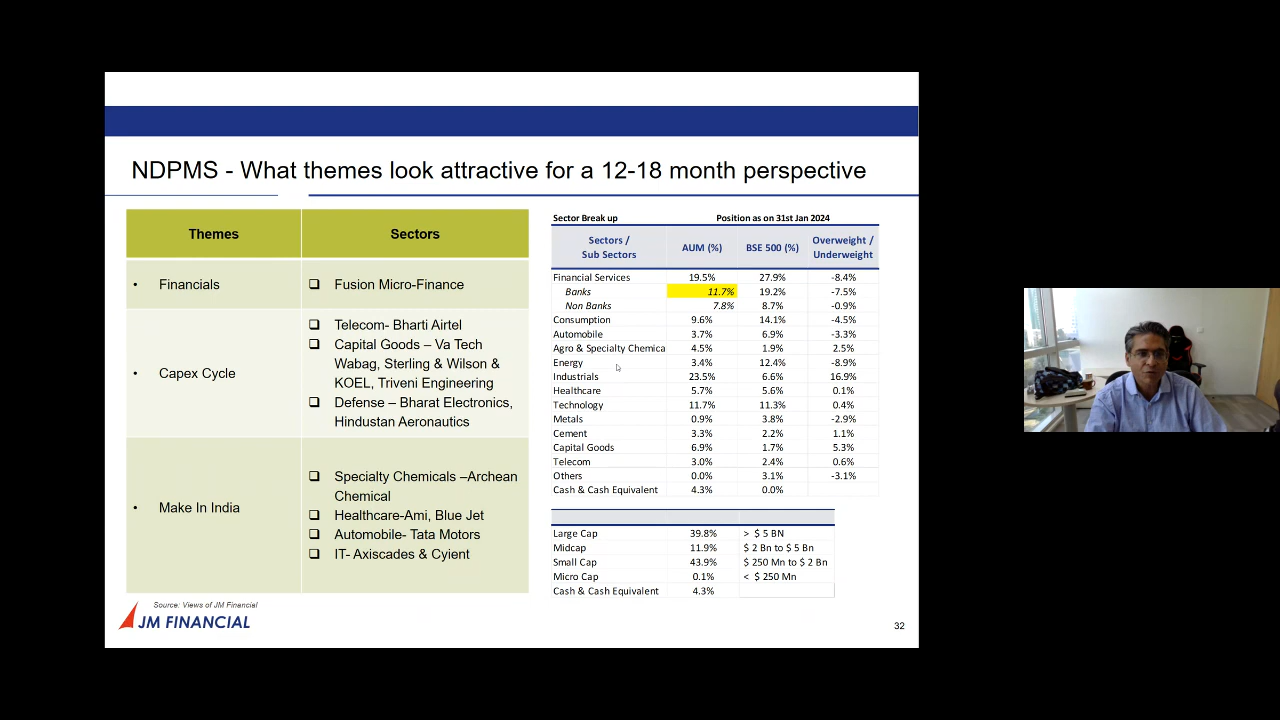 NDPMS - What themes look attractive for a 12-18 month perspective
Themes Sectors
• Financials
❑ Fusion Micro-Finance
• Capex Cycle
❑ Telecom- Bharti Airtel
❑ Capital Goods – Va Tech
Wabag, Sterling & Wilson &
KOEL, Triveni Engineering
❑ Defense – Bharat Electronics,
Hindustan Aeronautics
• Make In India
❑ Specialty Chemicals –Archean
Chemical
❑ Healthcare-Ami, Blue Jet
❑ Automobile- Tata Motors
❑ IT- Axiscades & Cyient
Sector Break up Position as on 31st Jan 2024
Sectors /
Sub Sectors
AUM (%)
BSE 500 (%)
Overweight /
Underweight
Financial Services 19.5% 27.9% -8.4%
Banks 11.7% 19.2% -7.5%
Non Banks 7.8% 8.7% -0.9%
Consumption 9.6% 14.1% -4.5%
Automobile 3.7% 6.9% -3.3%
Agro & Specialty Chemica 4.5% 1.9% 2.5%
Energy 3.4% 12.4% -8.9%
Industrials 23.5% 6.6% 16.9%
Healthcare 5.7% 5.6% 0.1%
Technology 11.7% 11.3% 0.4%
Metals 0.9% 3.8% -2.9%
Cement 3.3% 2.2% 1.1%
Capital Goods 6.9% 1.7% 5.3%
Telecom 3.0% 2.4% 0.6%
Others 0.0% 3.1% -3.1%
Cash & Cash Equivalent 4.3% 0.0%
Large Cap 39.8% > $ 5 BN
Midcap 11.9% $ 2 Bn to $ 5 Bn
Small Cap 43.9% $ 250 Mn to $ 2 Bn
Micro Cap 0.1% < $ 250 Mn
Cash & Cash Equivalent 4.3%
Source: Views of JM Financial
JM FINANCIAL
32